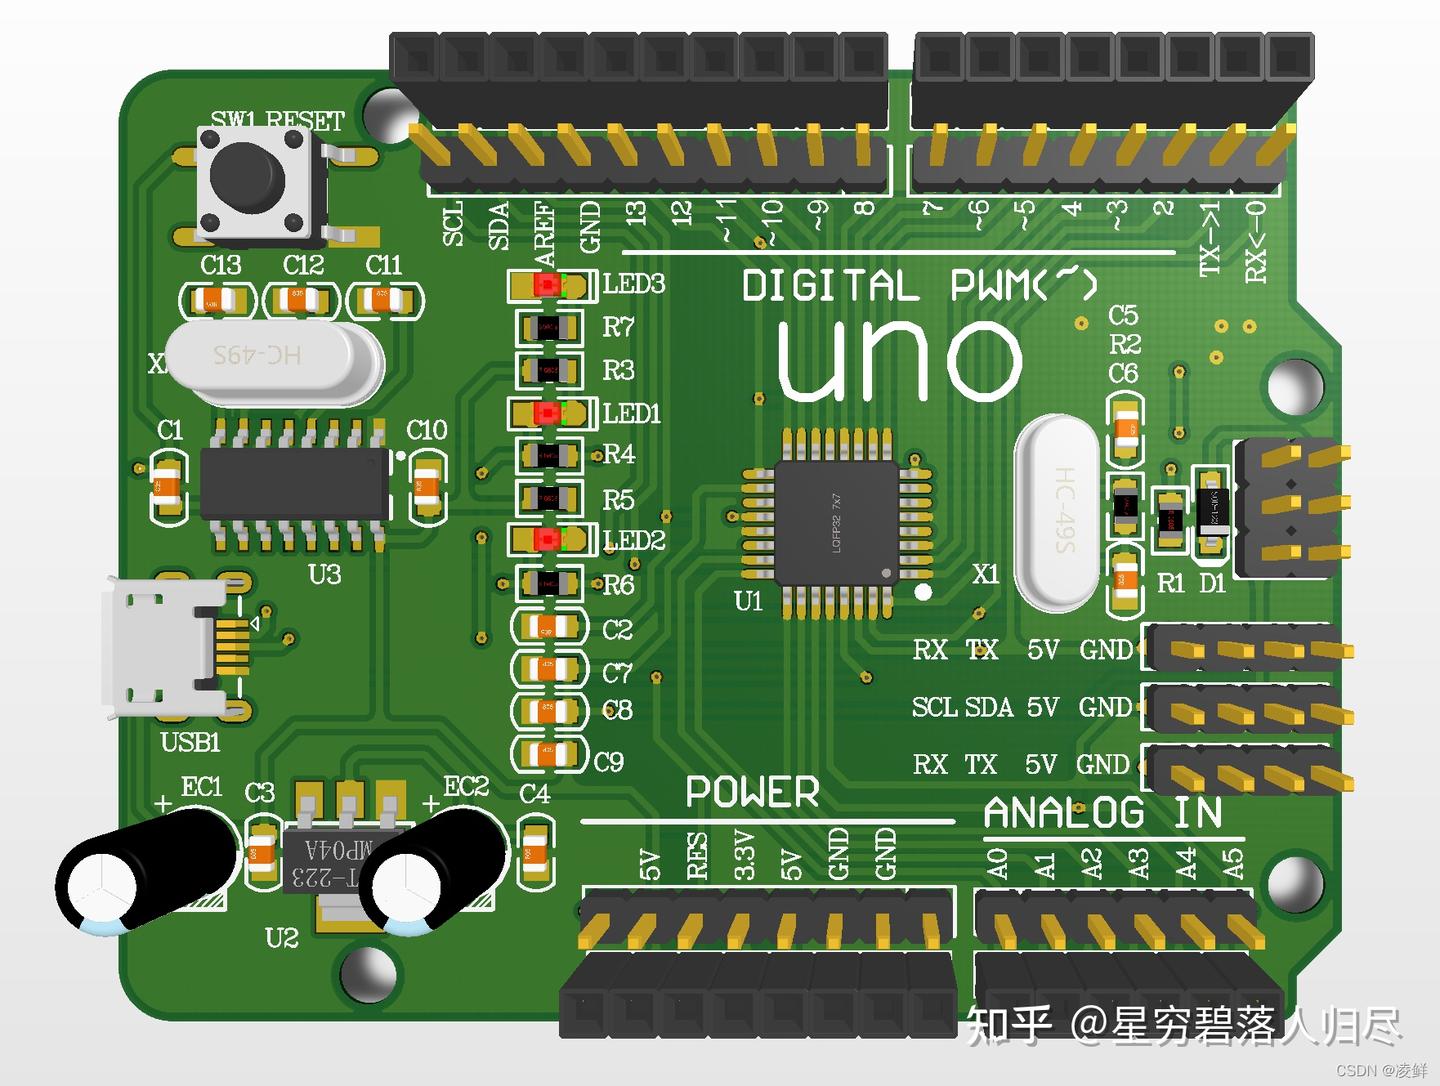 SW1 RESET
SCL
SDA
AREF
GND
13
12
~11
~10
~9
8
7
~6
~5
4
~3
2
TX->1
RX<-0
C13
C12
C11
LED3
DIGITAL PWM(~)
uno
R7
R3
LED1
R4
R5
LED2
R6
C2
C7
C8
C9
C5
R2
C6
HC-49S
X
C1
C10
U3
LQFP32 7x7
U1
HC-49S
X1
R1
D1
RX TX 5V GND
SCL SDA 5V GND
RX TX 5V GND
USB1
EC1
C3
+
EC2
+
C4
MP04A
T-223
U2
POWER
5V
RES
3.3V
5V
GND
GND
ANALOG IN
A0
A1
A2
A3
A4
A5
知乎 @星穷碧落人归尽
CSDN @凌鲜